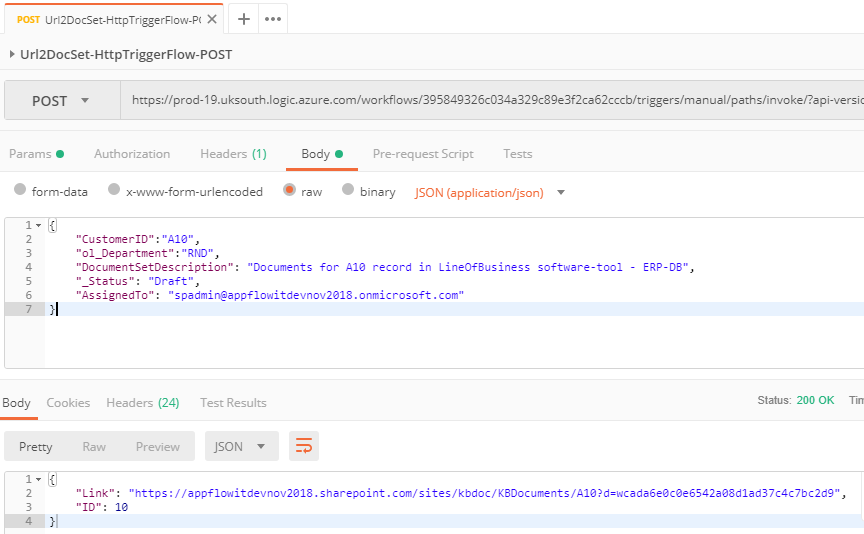 POST Url2DocSet-HttpTriggerFlow-P(
Url2DocSet-HttpTriggerFlow-POST
POST https://prod-19.uksouth.logic.azure.com/workflows/395849326c034a329c89e3f2ca62cccb/triggers/manual/paths/invoke/?api-versio
Params Authorization Headers (1) Body Pre-request Script Tests
form-data x-www-form-urlencoded raw binary JSON (application/json)
1 {
2 "CustomerID":"A10",
3 "ol_Department":"RND",
4 "DocumentSetDescription": "Documents for A10 record in LineOfBusiness software-tool - ERP-DB",
5 "_Status": "Draft",
6 "AssignedTo": "spadmin@appflowitdevnov2018.onmicrosoft.com"
7 }
Body Cookies Headers (24) Test Results Status: 200 OK Tim
Pretty Raw Preview JSON
1 {
2 "Link": "https://appflowitdevnov2018.sharepoint.com/sites/kbdoc/KBDocuments/A10?d=wcada6e0c0e6542a08d1ad37c4c7bc2d9",
3 "ID": 10
4 }